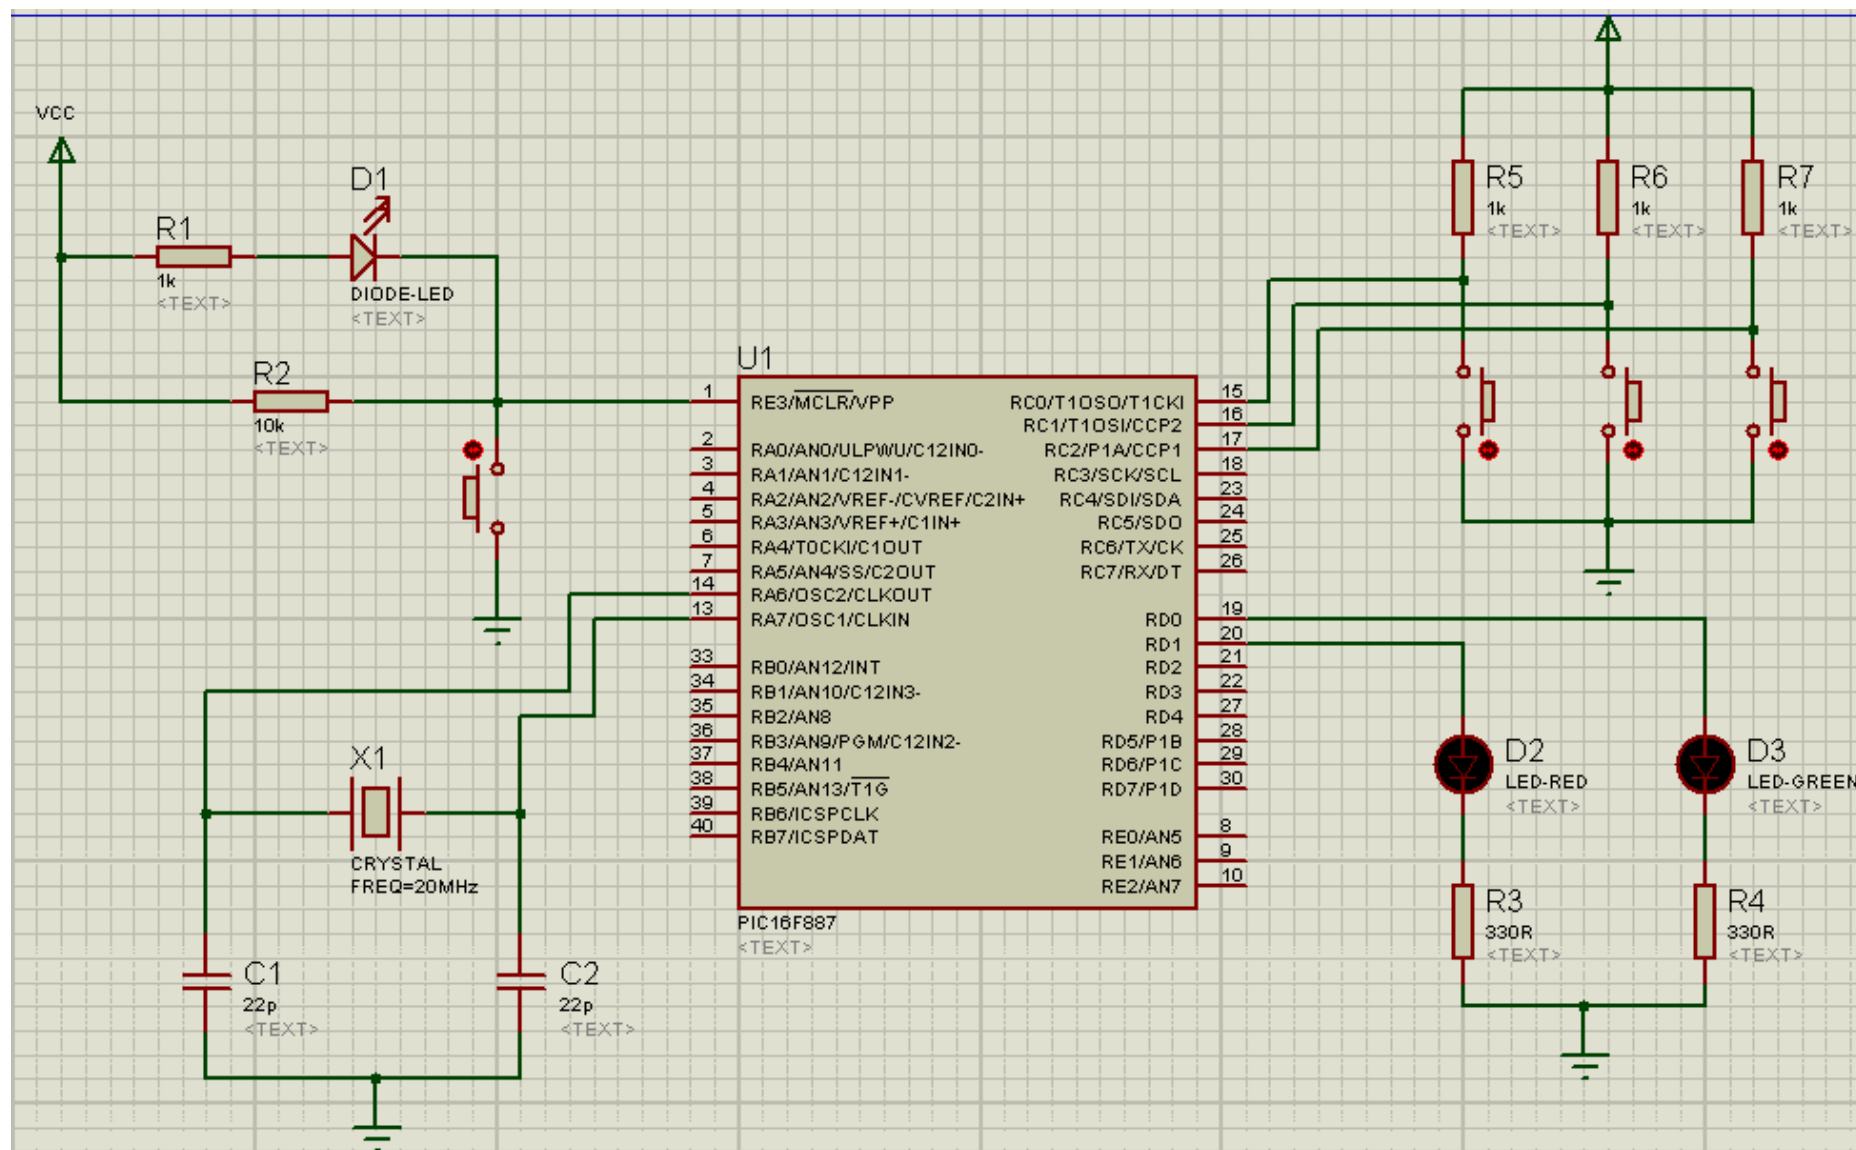 VCC
D1
R1
1k
<TEXT>
DIODE-LED
<TEXT>
R2
10k
<TEXT>
R5
1k
<TEXT>
R6
1k
<TEXT>
R7
1k
<TEXT>
U1
1 RE3/MCLR/VPP
2 RA0/AN0/ULPWU/C12IN0-
3 RA1/AN1/C12IN1-
4 RA2/AN2/VREF-/CVREF/C2IN+
5 RA3/AN3/VREF+/C1IN+
6 RA4/T0CKI/C1OUT
7 RA5/AN4/SS/C2OUT
14 RA6/OSC2/CLKOUT
13 RA7/OSC1/CLKIN
33 RB0/AN12/INT
34 RB1/AN10/C12IN3-
35 RB2/AN8
36 RB3/AN9/PGM/C12IN2-
37 RB4/AN11
38 RB5/AN13/T1G
39 RB6/ICSPCLK
40 RB7/ICSPDAT
RC0/T1OSO/T1CKI 15
RC1/T1OSI/CCP2 16
RC2/P1A/CCP1 17
RC3/SCK/SCL 18
RC4/SDI/SDA 23
RC5/SDO 24
RC6/TX/CK 25
RC7/RX/DT 26
RD0 19
RD1 20
RD2 21
RD3 22
RD4 27
RD5/P1B 28
RD6/P1C 29
RD7/P1D 30
RE0/AN5 8
RE1/AN6 9
RE2/AN7 10
PIC16F887
<TEXT>
X1
CRYSTAL
FREQ=20MHz
C1
22p
<TEXT>
C2
22p
<TEXT>
D2
LED-RED
<TEXT>
D3
LED-GREEN
<TEXT>
R3
330R
<TEXT>
R4
330R
<TEXT>